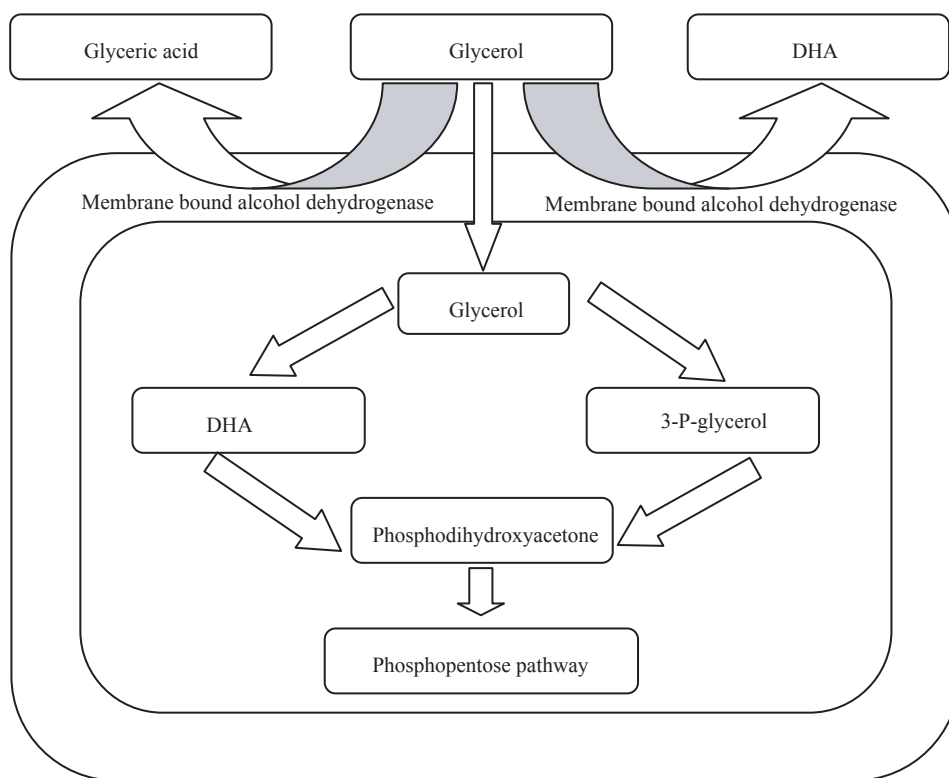 Glyceric acid
Glycerol
DHA
Membrane bound alcohol dehydrogenase
Membrane bound alcohol dehydrogenase
Glycerol
DHA
3-P-glycerol
Phosphodihydroxyacetone
Phosphopentose pathway